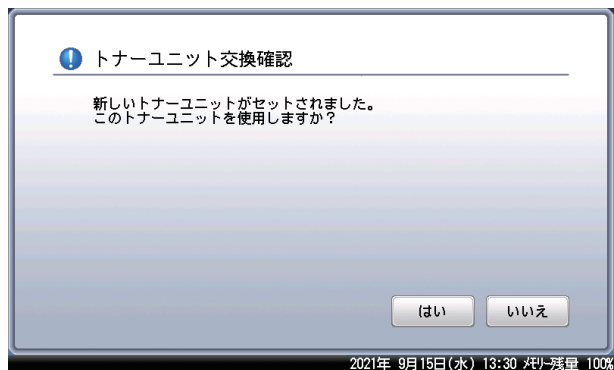 トナーユニット交換確認
新しいトナーユニットがセットされました。
このトナーユニットを使用しますか？
はい いいえ
2021年 9月15日(水) 13:30 ﾒﾓﾘｰ残量 100%